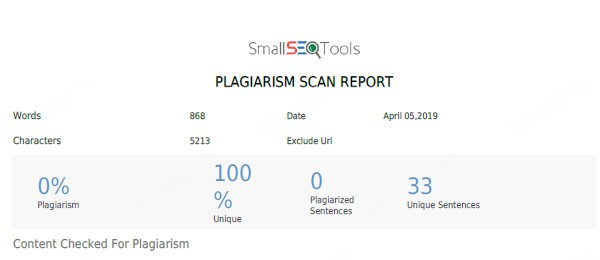 SmallSEOTools
PLAGIARISM SCAN REPORT
Words 868 Date April 05,2019
Characters 5213 Exclude Url
0% 100 % 0 33
Plagiarism Unique Plagiarized Sentences Unique Sentences
Content Checked For Plagiarism